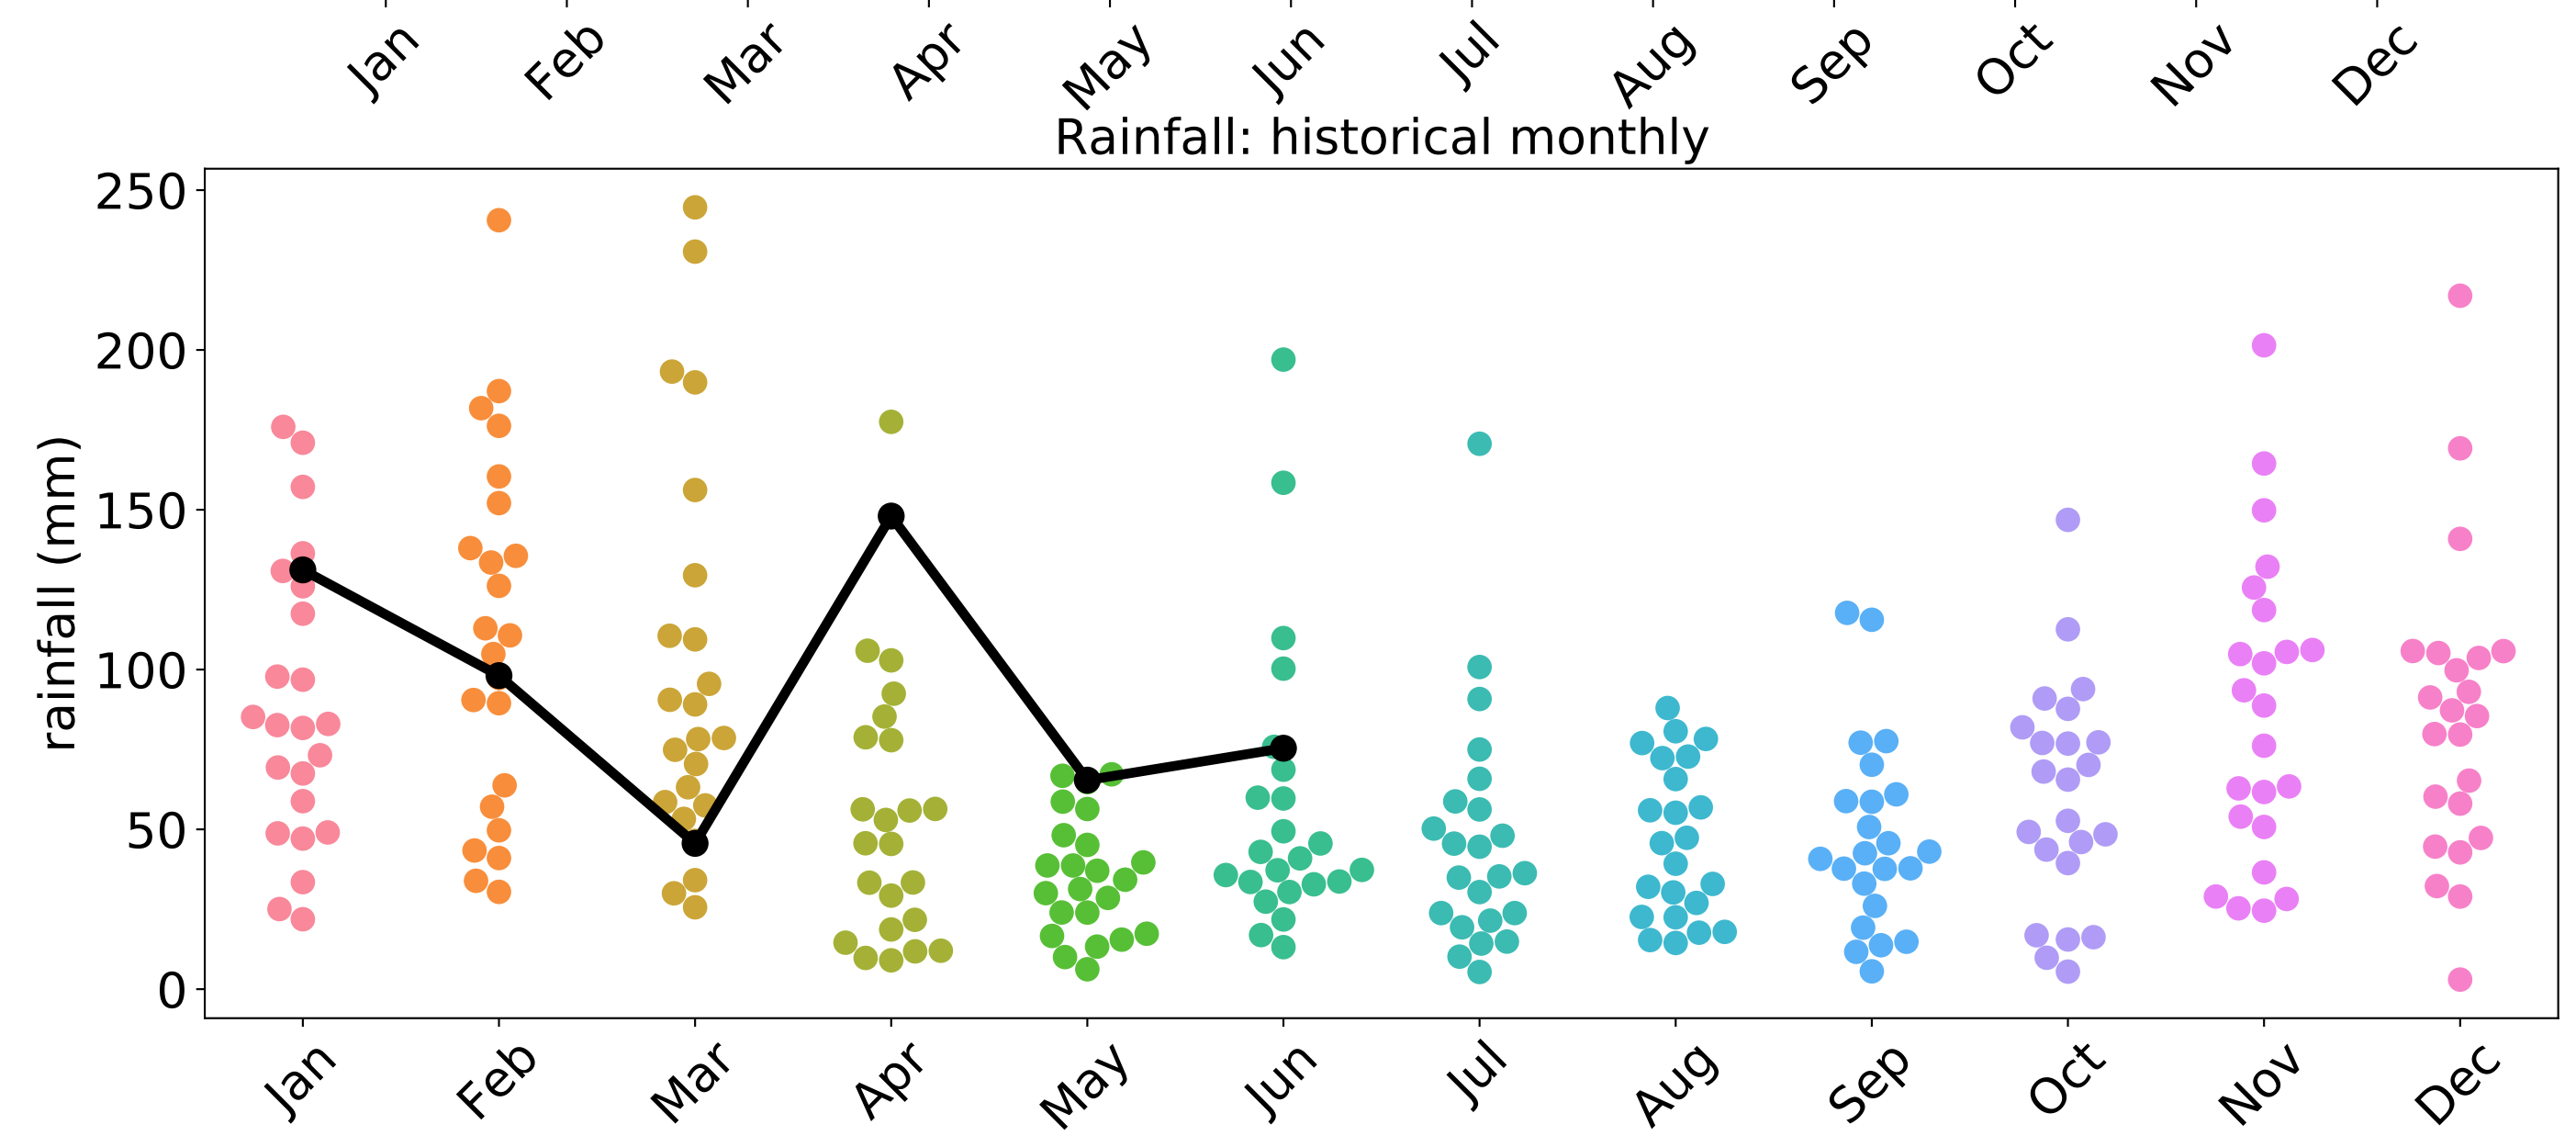 Jan Feb Mar Apr May Jun Jul Aug Sep Oct Nov Dec
Rainfall: historical monthly
250
200
150
100
50
0
rainfall (mm)
Jan Feb Mar Apr May Jun Jul Aug Sep Oct Nov Dec